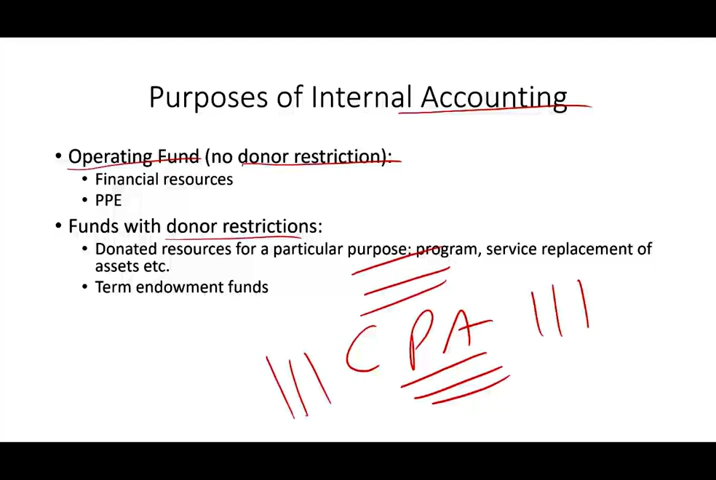 Purposes of Internal Accounting
• Operating Fund (no donor restriction):
• Financial resources
• PPE
• Funds with donor restrictions:
• Donated resources for a particular purpose: program, service replacement of
assets etc.
• Term endowment funds
CPA